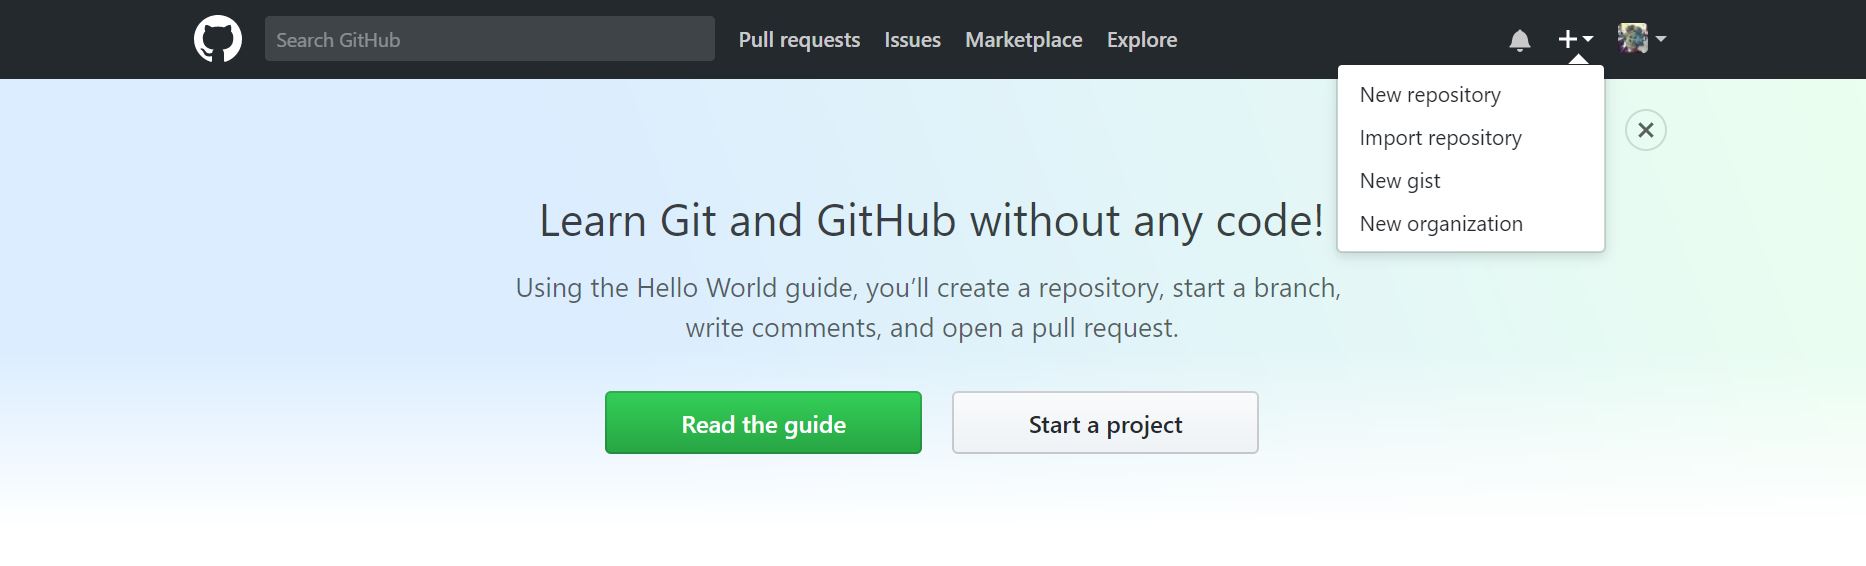 Search GitHub Pull requests Issues Marketplace Explore
New repository
Import repository
New gist
New organization
Learn Git and GitHub without any code!
Using the Hello World guide, you’ll create a repository, start a branch,
write comments, and open a pull request.
Read the guide Start a project